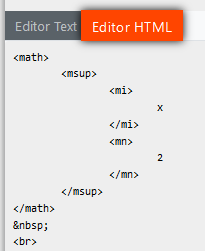 Editor Text Editor HTML
<math>
<msup>
<mi>
x
</mi>
<mn>
2
</mn>
</msup>
</math>
&nbsp;
<br>